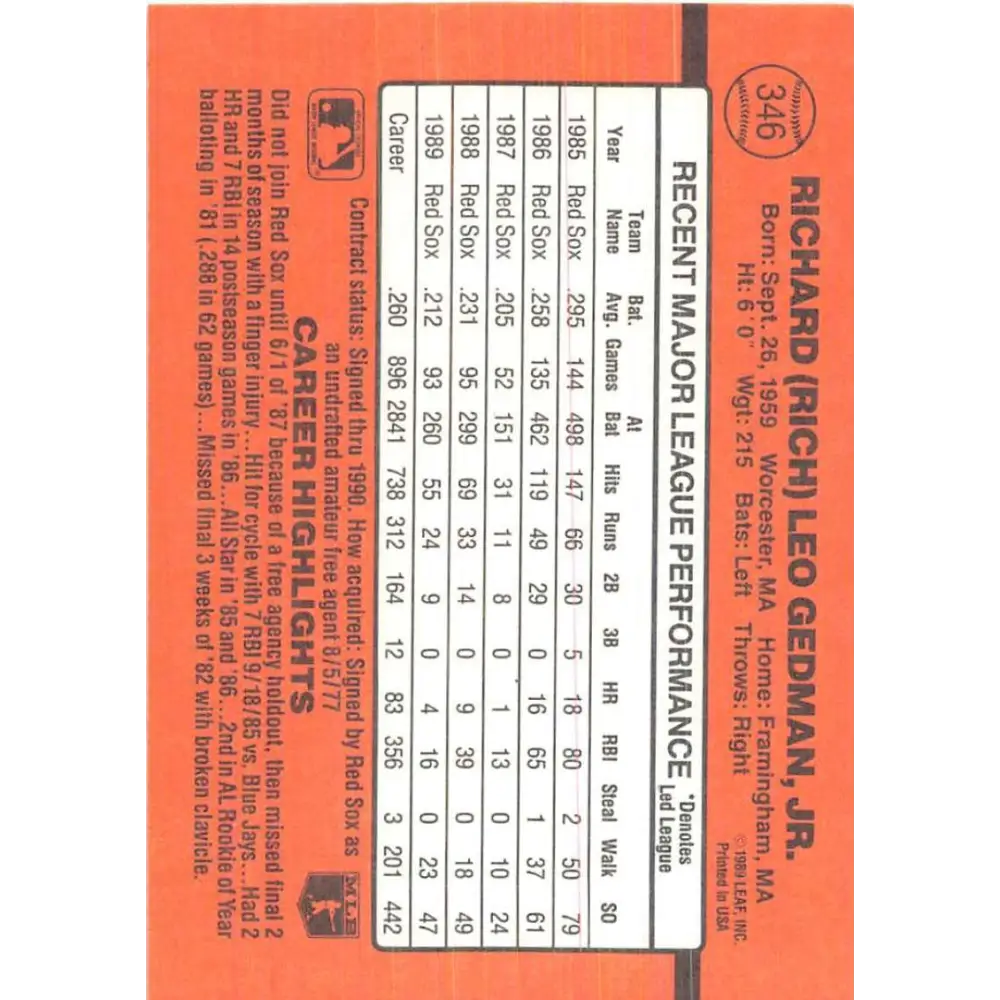 346
RICHARD (RICH) LEO GEDMAN, JR.
Born: Sept. 26, 1959 Worcester, MA Home: Framingham, MA
Ht: 6'0" Wgt: 215 Bats: Left Throws: Right
© 1989 LEAF, INC.
Printed in USA
RECENT MAJOR LEAGUE PERFORMANCE *Denotes Led League
Year Team Name Bat. Avg. Games At Bat Hits Runs 2B 3B HR RBI Steal Walk SO
1985 Red Sox .295 144 498 147 66 30 5 18 80 2 50 79
1986 Red Sox .258 135 462 119 49 29 0 16 65 1 37 61
1987 Red Sox .205 52 151 31 11 8 0 1 13 0 10 24
1988 Red Sox .231 95 299 69 33 14 0 9 39 0 18 49
1989 Red Sox .212 93 260 55 24 9 0 4 16 0 23 47
Career .260 896 2841 738 312 164 12 83 356 3 201 442
Contract status: Signed thru 1990. How acquired: Signed by Red Sox as
an undrafted amateur free agent 8/5/77
MLB
CAREER HIGHLIGHTS
Did not join Red Sox until 6/1 of '87 because of a free agency holdout, then missed final 2
months of season with a finger injury...Hit for cycle with 7 RBI 9/18/85 vs. Blue Jays...Had 2
HR and 7 RBI in 14 postseason games in '86...All Star in '85 and '86...2nd in AL Rookie of Year
balloting in '81 (.288 in 62 games)...Missed final 3 weeks of '82 with broken clavicle.